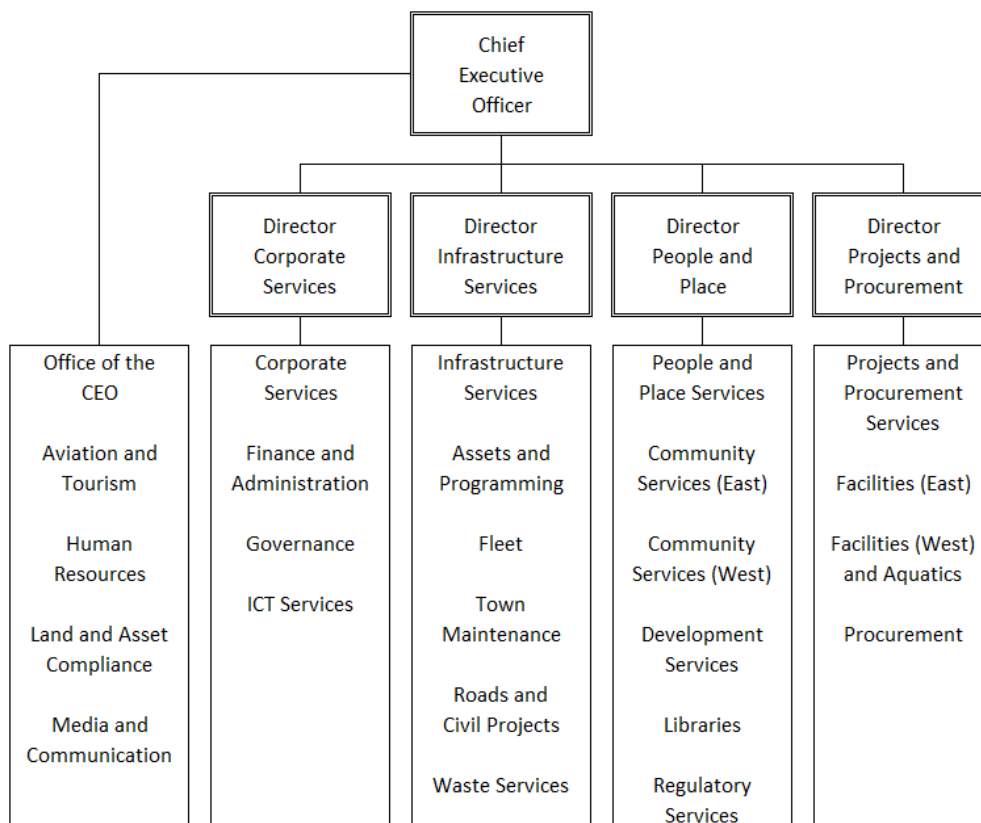 Chief
Executive
Officer
Director
Corporate
Services
Director
Infrastructure
Services
Director
People and
Place
Director
Projects and
Procurement
Office of the
CEO
Aviation and
Tourism
Human
Resources
Land and Asset
Compliance
Media and
Communication
Corporate
Services
Finance and
Administration
Governance
ICT Services
Infrastructure
Services
Assets and
Programming
Fleet
Town
Maintenance
Roads and
Civil Projects
Waste Services
People and
Place Services
Community
Services (East)
Community
Services (West)
Development
Services
Libraries
Regulatory
Services
Projects and
Procurement
Services
Facilities (East)
Facilities (West)
and Aquatics
Procurement